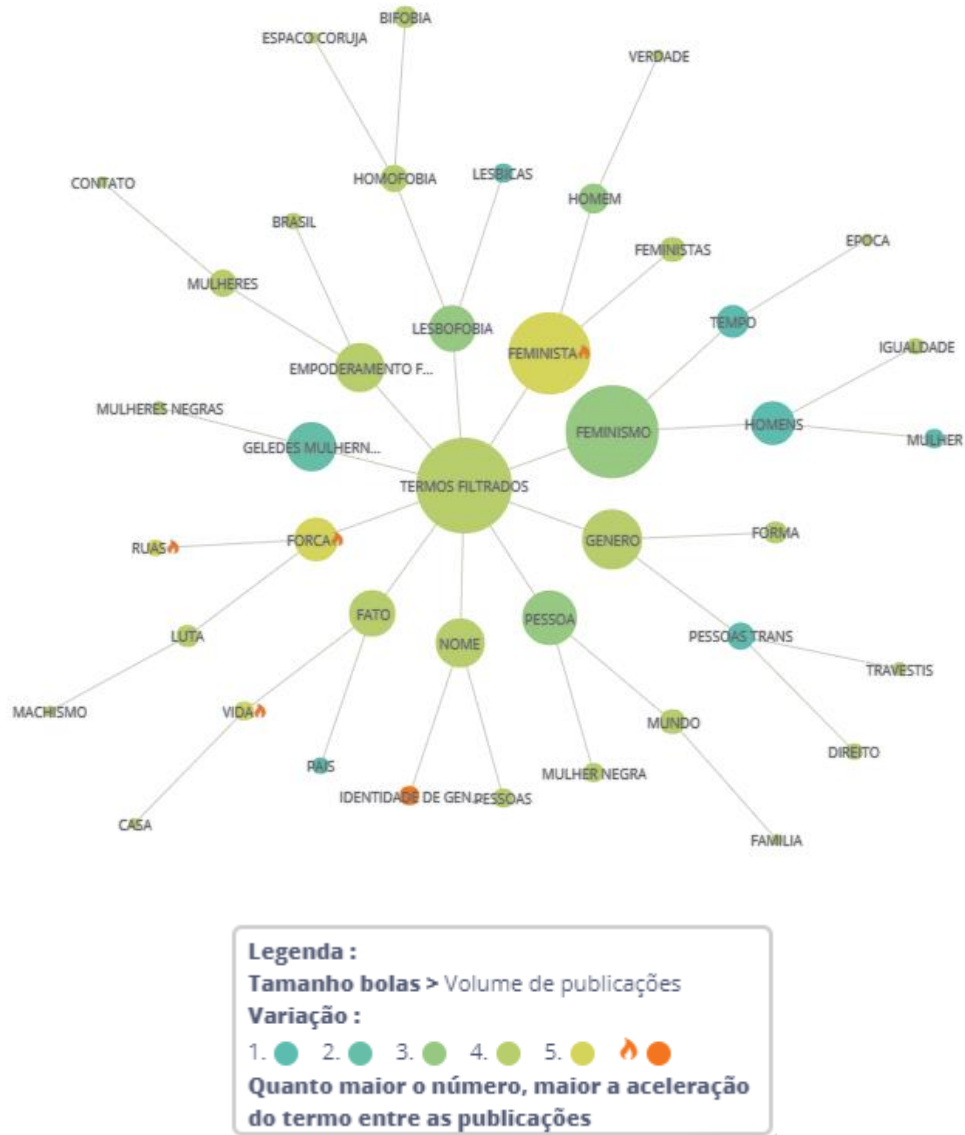 BIFOBIA
ESPACO CORUJA
VERDADE
LESBICAS
HOMOFOBIA
CONTATO
HOMEM
BRASIL
EPOCA
FEMINISTAS
MULHERES
TEMPO
LESBOFOBIA
IGUALDADE
FEMINISTA
EMPODERAMENTO F...
MULHERES NEGRAS
HOMENS
FEMINISMO
MULHER
GELEDES MULHERN...
TERMOS FILTRADOS
FORMA
RUAS
FORCA
GENERO
FATO
PESSOA
LUTA
PESSOAS TRANS
NOME
TRAVESTIS
MACHISMO
VIDA
MUNDO
DIREITO
PAIS
MULHER NEGRA
IDENTIDADE DE GEN...
PESSOAS
CASA
FAMILIA
Legenda :
Tamanho bolas > Volume de publicações
Variação :
1. 2. 3. 4. 5.
Quanto maior o número, maior a aceleração
do termo entre as publicações